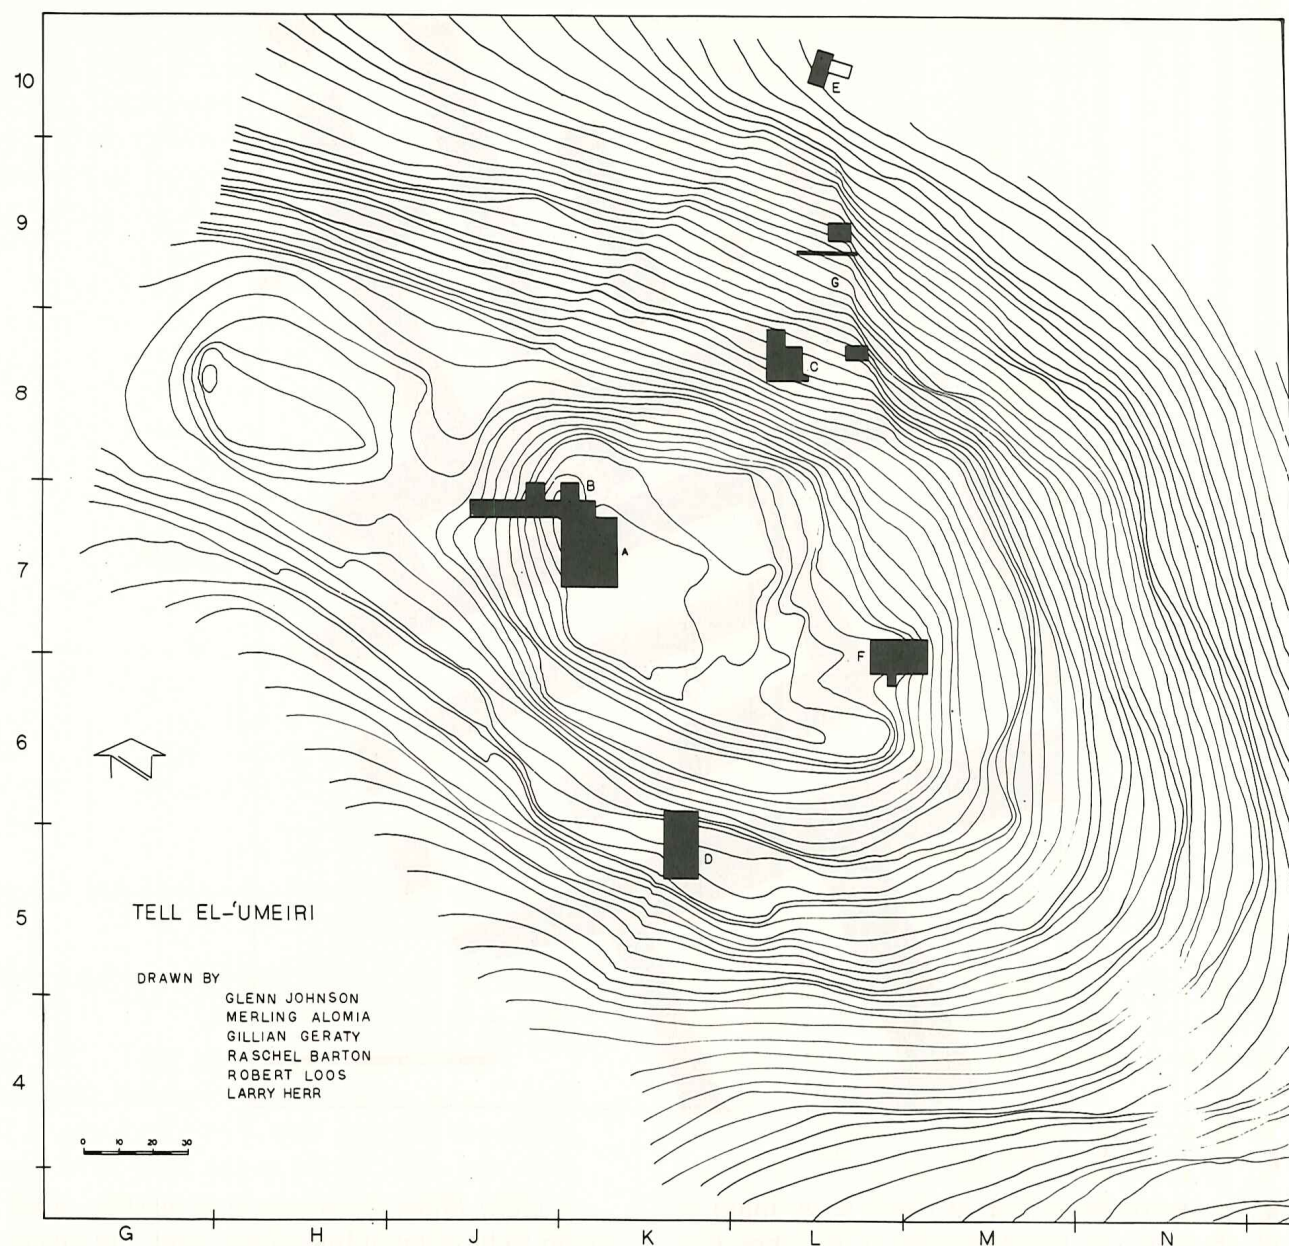 10
E
9
G
8
C
B
7
A
F
6
D
5
TELL EL-'UMEIRI
DRAWN BY
GLENN JOHNSON
MERLING ALOMIA
GILLIAN GERATY
RASCHEL BARTON
ROBERT LOOS
LARRY HERR
4
0 10 20 30
G H J K L M N